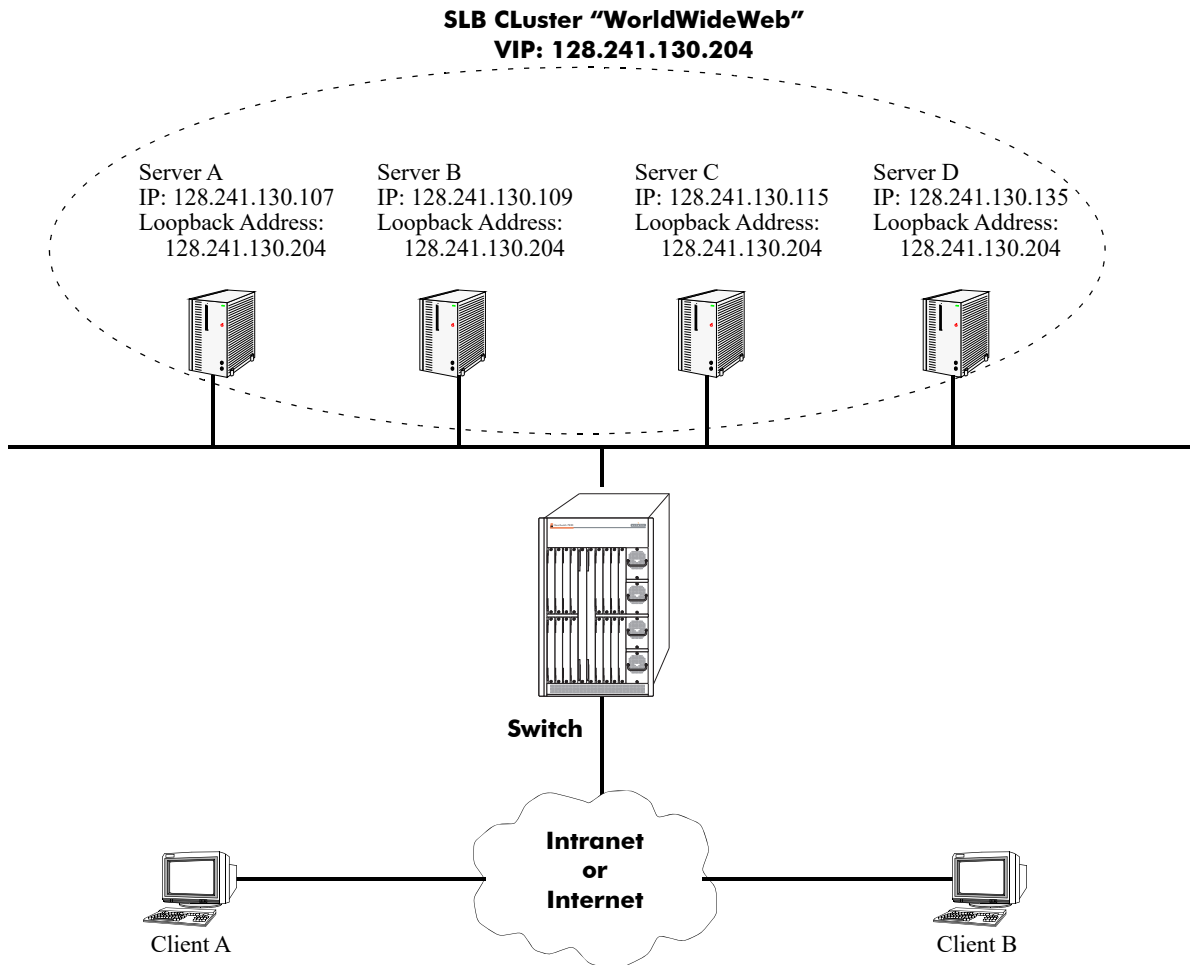 SLB CLuster “WorldWideWeb”
VIP: 128.241.130.204
Server A
IP: 128.241.130.107
Loopback Address:
128.241.130.204
Server B
IP: 128.241.130.109
Loopback Address:
128.241.130.204
Server C
IP: 128.241.130.115
Loopback Address:
128.241.130.204
Server D
IP: 128.241.130.135
Loopback Address:
128.241.130.204
Switch
Intranet
or
Internet
Client A
Client B